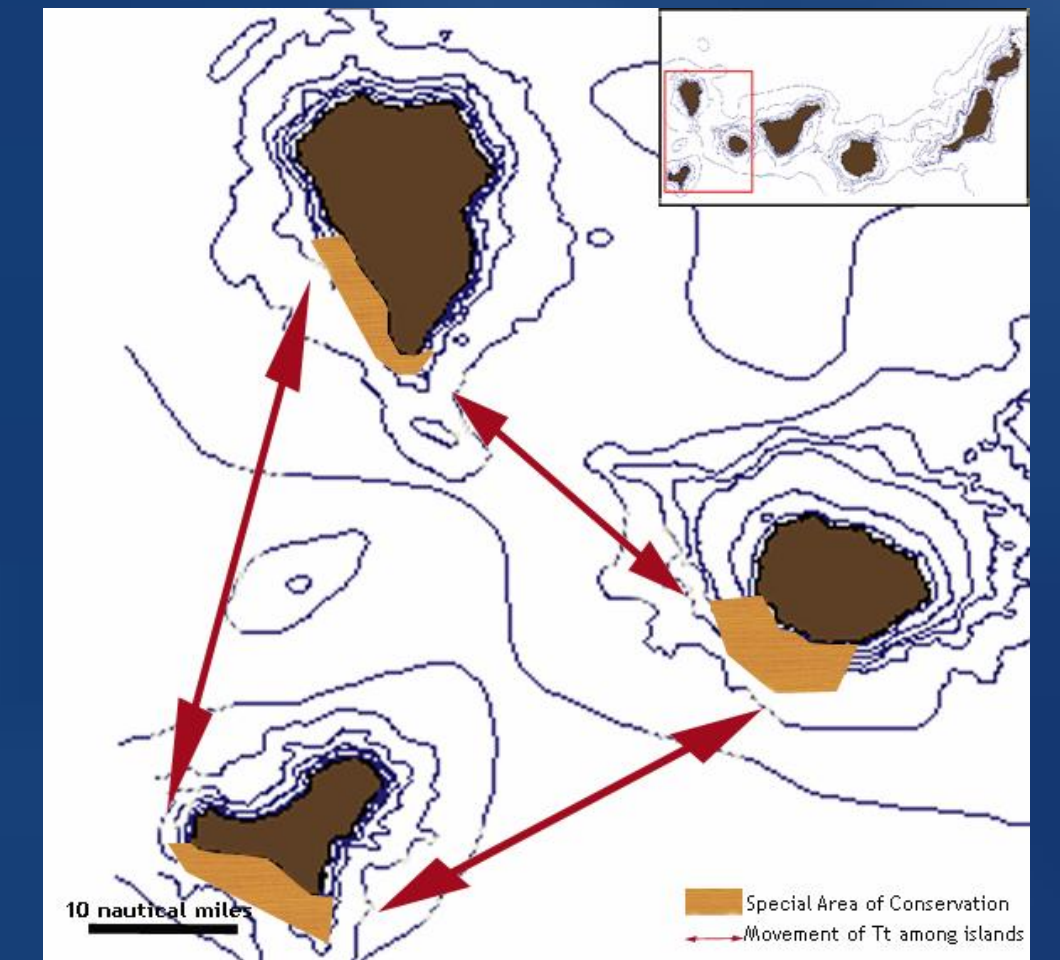 10 nautical miles
Special Area of Conservation
Movement of Tt among islands